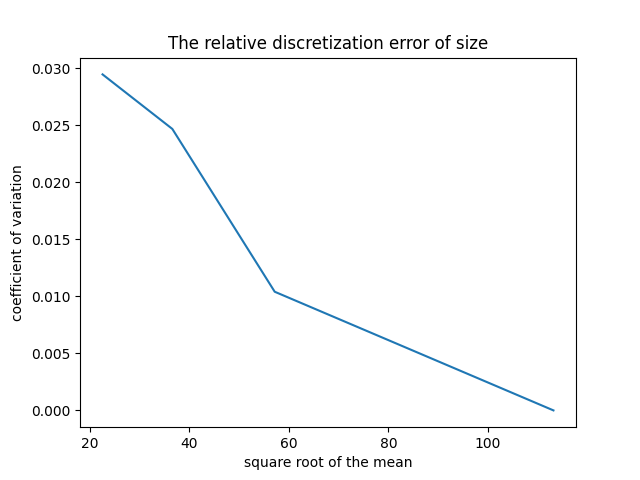 The relative discretization error of size
0.030
0.025
0.020
0.015
0.010
0.005
0.000
coefficient of variation
20 40 60 80 100
square root of the mean